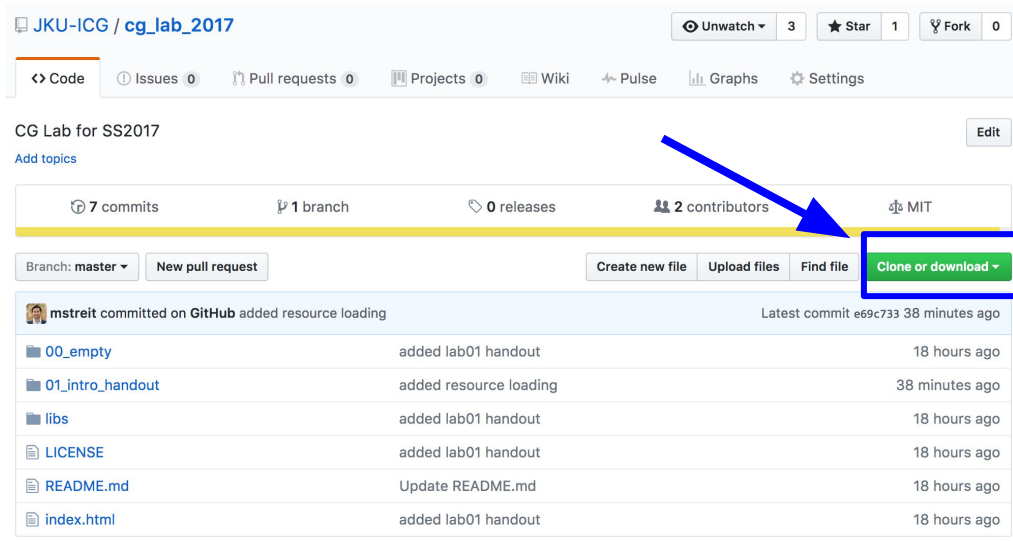 JKU-ICG / cg_lab_2017 Unwatch 3 Star 1 Fork 0
Code Issues 0 Pull requests 0 Projects 0 Wiki Pulse Graphs Settings
CG Lab for SS2017 Edit
Add topics
7 commits 1 branch 0 releases 2 contributors MIT
Branch: master New pull request Create new file Upload files Find file Clone or download
mstreit committed on GitHub added resource loading Latest commit e69c733 38 minutes ago
00_empty added lab01 handout 18 hours ago
01_intro_handout added resource loading 38 minutes ago
libs added lab01 handout 18 hours ago
LICENSE added lab01 handout 18 hours ago
README.md Update README.md 18 hours ago
index.html added lab01 handout 18 hours ago